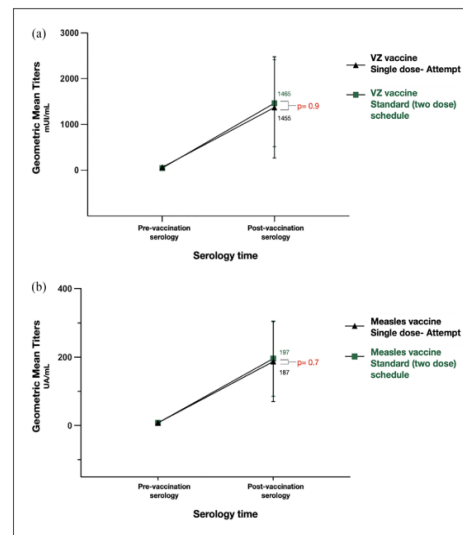 (a)
3000
2000
1000
0
Geometric Mean Titers
mUI/mL
1465
p= 0.9
1455
Pre-vaccination
serology
Post-vaccination
serology
Serology time
VZ vaccine
Single dose- Attempt
VZ vaccine
Standard (two dose)
schedule
(b)
400
200
0
Geometric Mean Titers
UA/mL
197
p= 0.7
187
Pre-vaccination
serology
Post-vaccination
serology
Serology time
Measles vaccine
Single dose- Attempt
Measles vaccine
Standard (two dose)
schedule